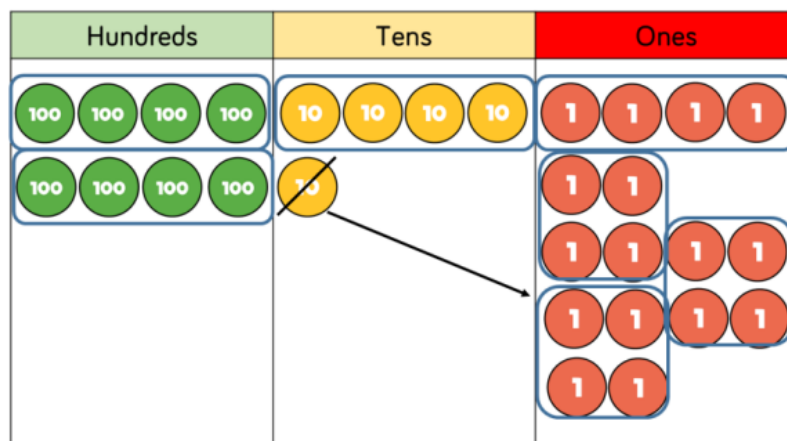 Hundreds Tens Ones
100 100 100 100 10 10 10 10 1 1 1 1
100 100 100 100 10 1 1
1 1 1 1
1 1 1 1
1 1